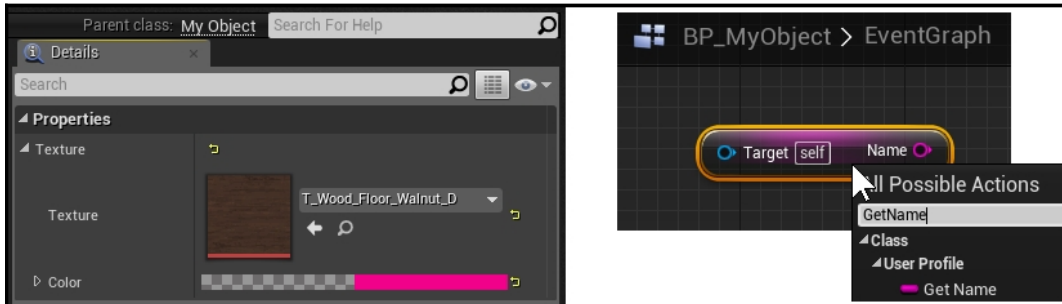 Parent class: My Object Search For Help
Details
Search
Properties
Texture
Texture
T_Wood_Floor_Walnut_D
Color
BP_MyObject > EventGraph
Target self Name
All Possible Actions
GetName
Class
User Profile
Get Name